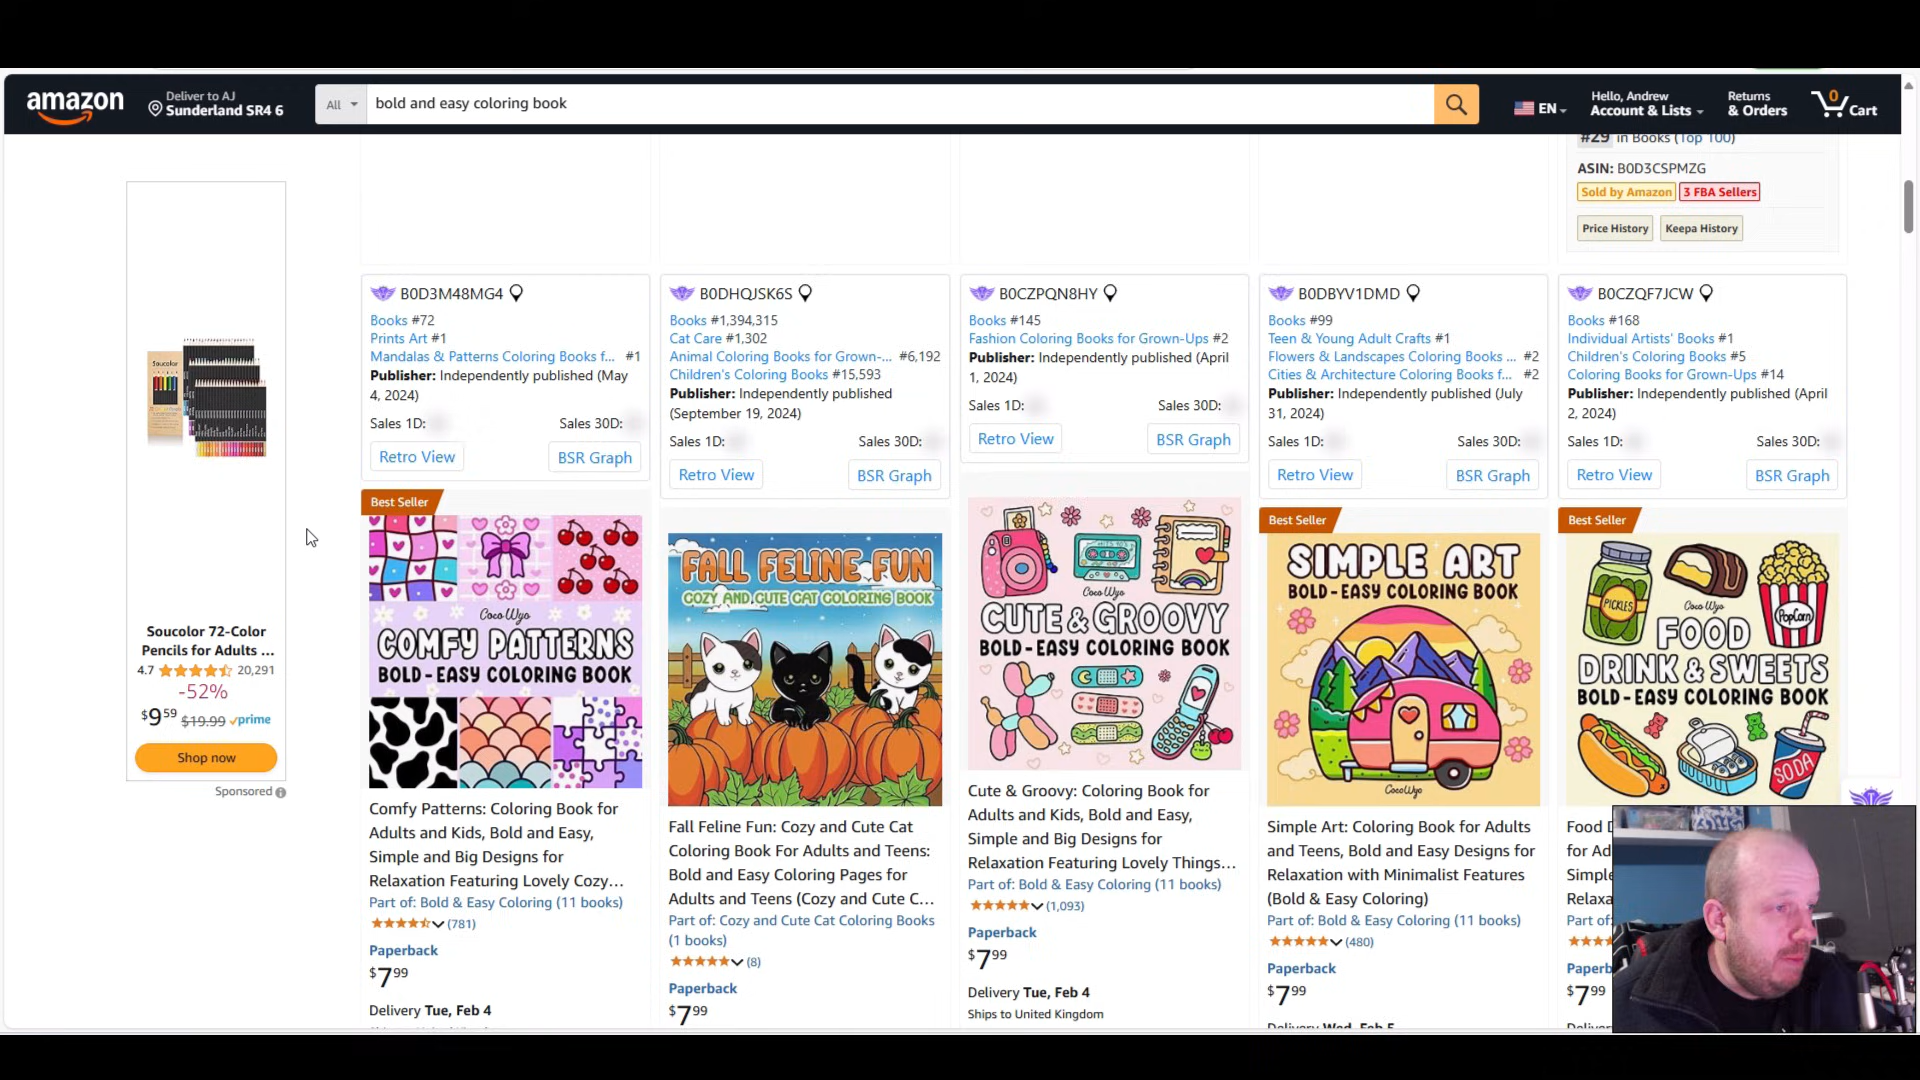 amazon
Deliver to AJ
Sunderland SR4 6
All
bold and easy coloring book
EN
Hello, Andrew
Account & Lists
Returns
& Orders
0
Cart
#29 in Books (Top 100)
ASIN: B0D3CSPMZG
Sold by Amazon
3 FBA Sellers
Price History
Keepa History
Soucolor
Soucolor 72-Color
Pencils for Adults ...
4.7
20,291
-52%
$9.59 $19.99 prime
Shop now
Sponsored
B0D3M48MG4
Books #72
Prints Art #1
Mandalas & Patterns Coloring Books f... #1
Publisher: Independently published (May
4, 2024)
Sales 1D:
Sales 30D:
Retro View
BSR Graph
B0DHQJSK6S
Books #1,394,315
Cat Care #1,302
Animal Coloring Books for Grown-... #6,192
Children's Coloring Books #15,593
Publisher: Independently published
(September 19, 2024)
Sales 1D:
Sales 30D:
Retro View
BSR Graph
B0CZPQN8HY
Books #145
Fashion Coloring Books for Grown-Ups #2
Publisher: Independently published (April
1, 2024)
Sales 1D:
Sales 30D:
Retro View
BSR Graph
B0DBYV1DMD
Books #99
Teen & Young Adult Crafts #1
Flowers & Landscapes Coloring Books ... #2
Cities & Architecture Coloring Books f... #2
Publisher: Independently published (July
31, 2024)
Sales 1D:
Sales 30D:
Retro View
BSR Graph
B0CZQF7JCW
Books #168
Individual Artists' Books #1
Children's Coloring Books #5
Coloring Books for Grown-Ups #14
Publisher: Independently published (April
2, 2024)
Sales 1D:
Sales 30D:
Retro View
BSR Graph
Best Seller
Coco Wyo
COMFY PATTERNS
BOLD-EASY COLORING BOOK
Comfy Patterns: Coloring Book for
Adults and Kids, Bold and Easy,
Simple and Big Designs for
Relaxation Featuring Lovely Cozy...
Part of: Bold & Easy Coloring (11 books)
(781)
Paperback
$7.99
Delivery Tue, Feb 4
FALL FELINE FUN
COZY AND CUTE CAT COLORING BOOK
Fall Feline Fun: Cozy and Cute Cat
Coloring Book For Adults and Teens:
Bold and Easy Coloring Pages for
Adults and Teens (Cozy and Cute C...
Part of: Cozy and Cute Cat Coloring Books
(1 books)
(8)
Paperback
$7.99
Coco Wyo
CUTE & GROOVY
BOLD-EASY COLORING BOOK
Cute & Groovy: Coloring Book for
Adults and Kids, Bold and Easy,
Simple and Big Designs for
Relaxation Featuring Lovely Things...
Part of: Bold & Easy Coloring (11 books)
(1,093)
Paperback
$7.99
Delivery Tue, Feb 4
Ships to United Kingdom
Best Seller
SIMPLE ART
BOLD-EASY COLORING BOOK
Coco Wyo
Simple Art: Coloring Book for Adults
and Teens, Bold and Easy Designs for
Relaxation with Minimalist Features
(Bold & Easy Coloring)
Part of: Bold & Easy Coloring (11 books)
(480)
Paperback
$7.99
Delivery Wed, Feb 5
Best Seller
PICKLES
Coco Wyo
PopCorn
FOOD
DRINK & SWEETS
BOLD-EASY COLORING BOOK
SODA
Food D
for Ad
Simple
Relaxa
Part of:
Paperb
$7.99
Deliver